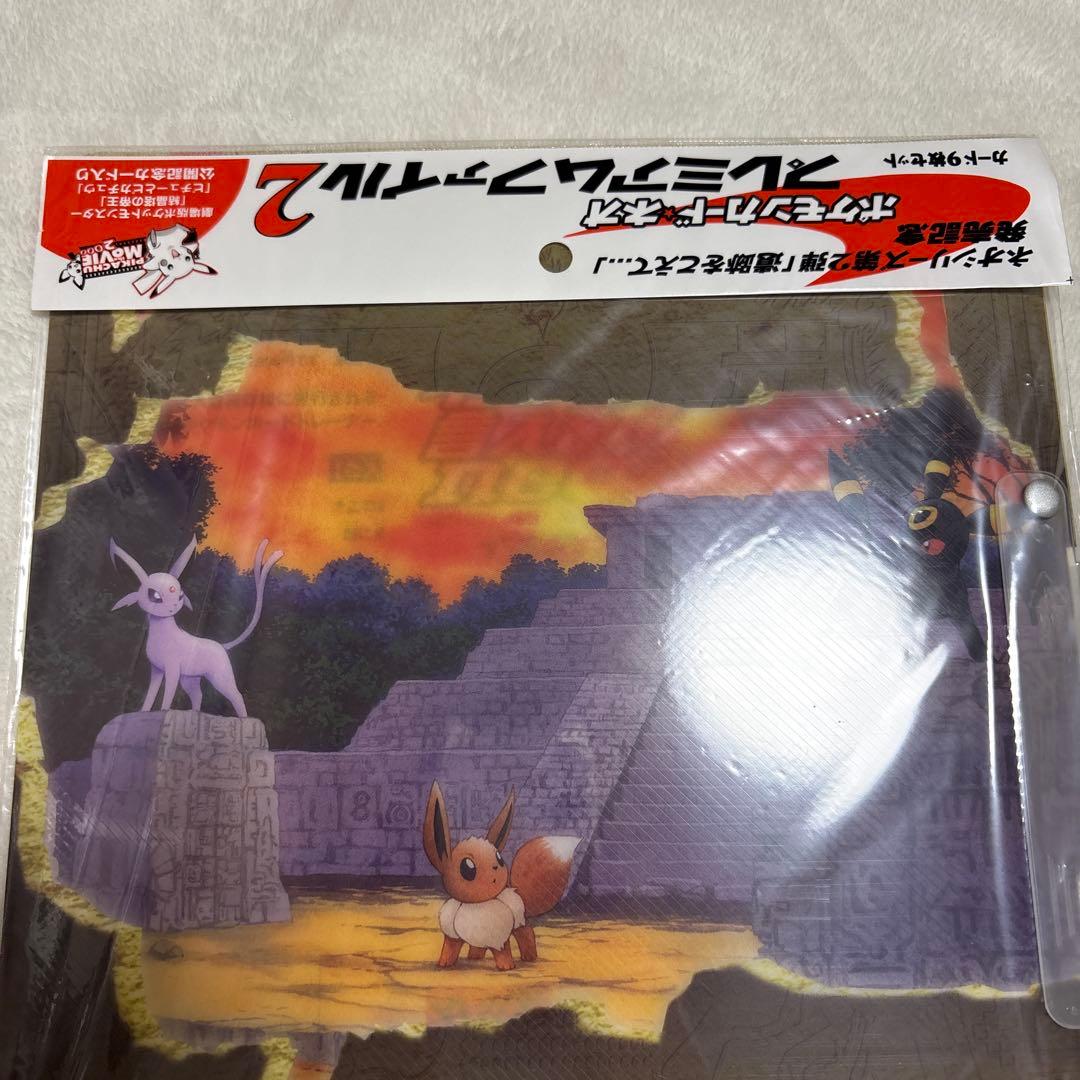 ネオシリーズ第2弾「遺跡をこえて…」
発売記念
ポケモンカード★ネオ
プレミアムファイル2
カード9枚セット
PIKACHU
MOVIE
2000
劇場版ポケットモンスター
「結晶塔の帝王」
「ピチューとピカチュウ」
公開記念カード入り